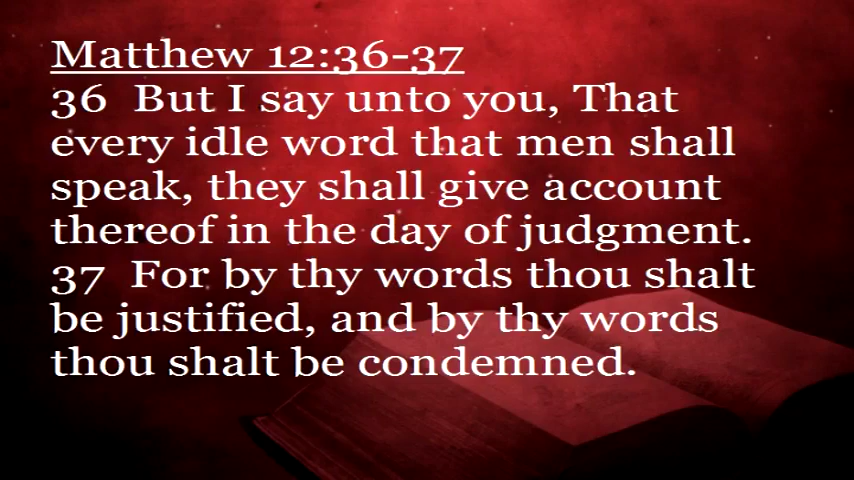 Matthew 12:36-37
36 But I say unto you, That
every idle word that men shall
speak, they shall give account
thereof in the day of judgment.
37 For by thy words thou shalt
be justified, and by thy words
thou shalt be condemned.